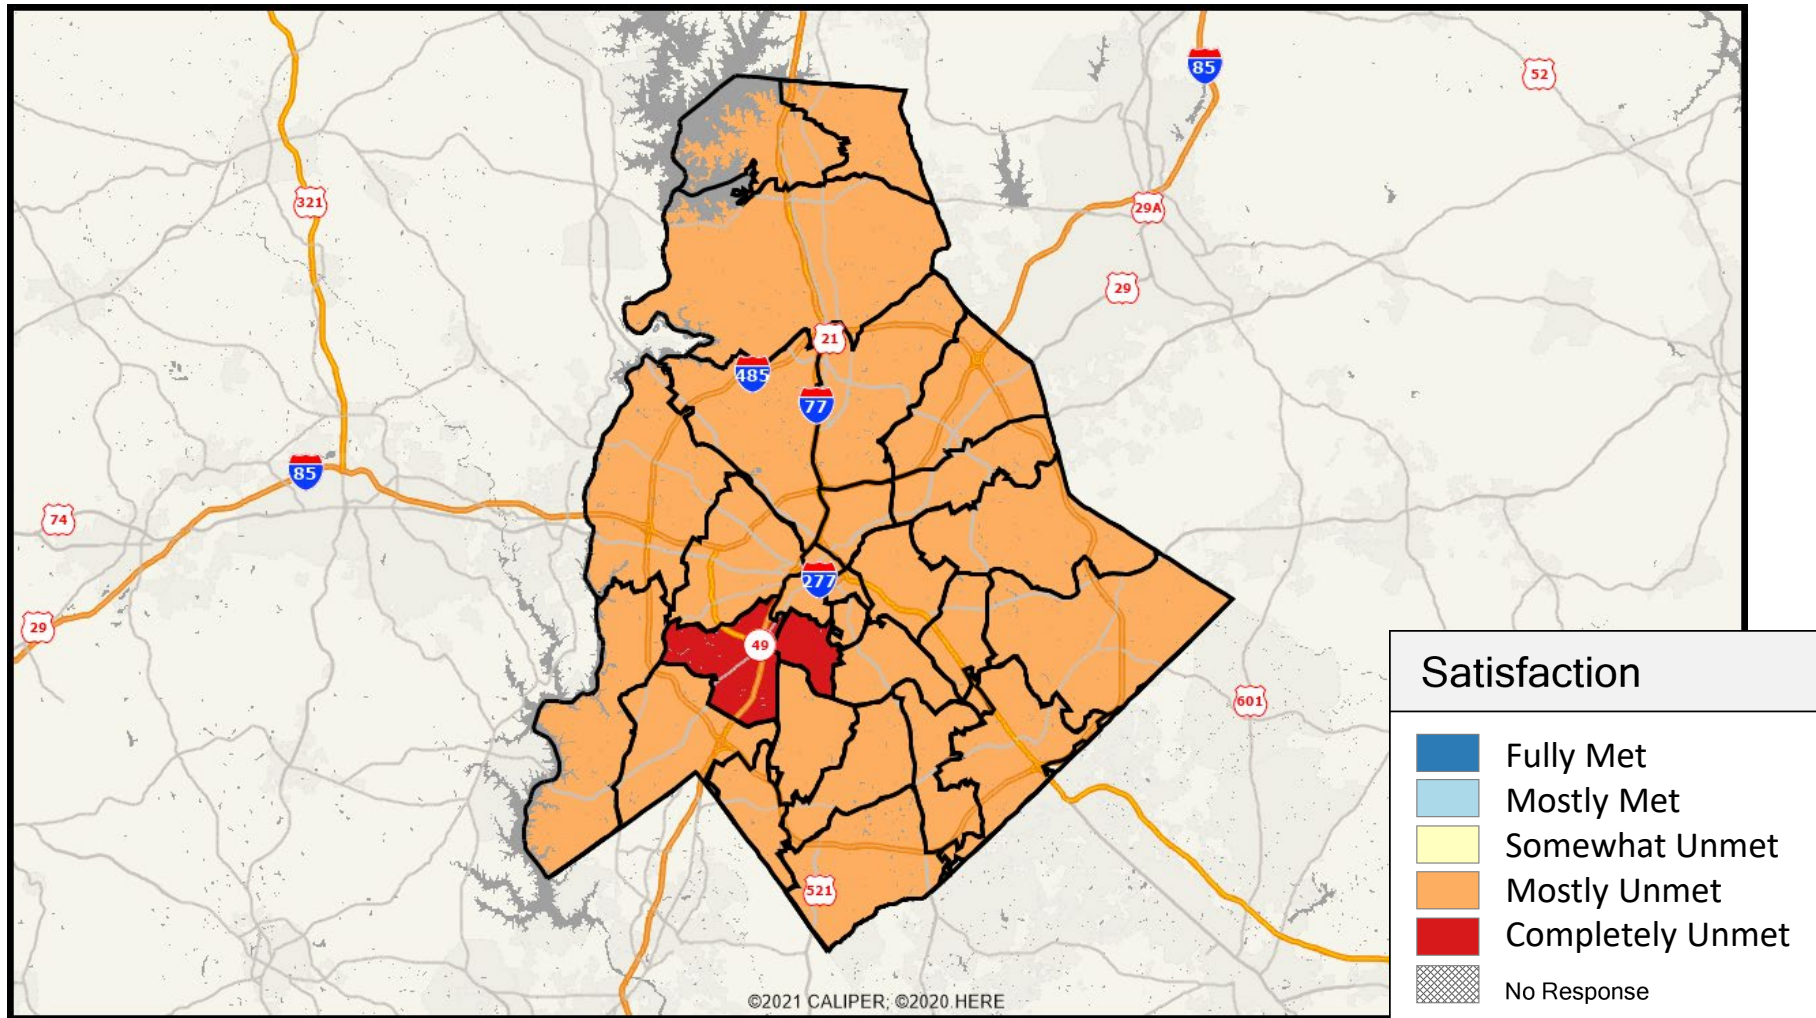 85
52
321
29A
29
21
485
77
85
74
277
29
49
601
521
Satisfaction
Fully Met
Mostly Met
Somewhat Unmet
Mostly Unmet
Completely Unmet
No Response
©2021 CALIPER; ©2020 HERE